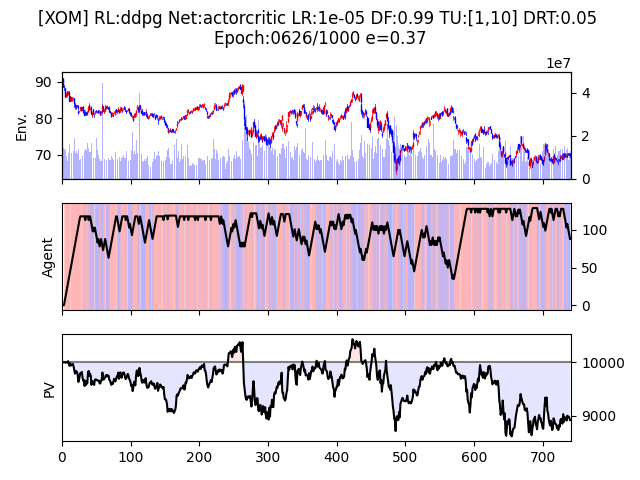 [XOM] RL:ddpg Net:actorcritic LR:1e-05 DF:0.99 TU:[1,10] DRT:0.05
Epoch:0626/1000 e=0.37
1e7
90
80
70
Env.
4
2
0
Agent
100
50
0
PV
10000
9000
0 100 200 300 400 500 600 700